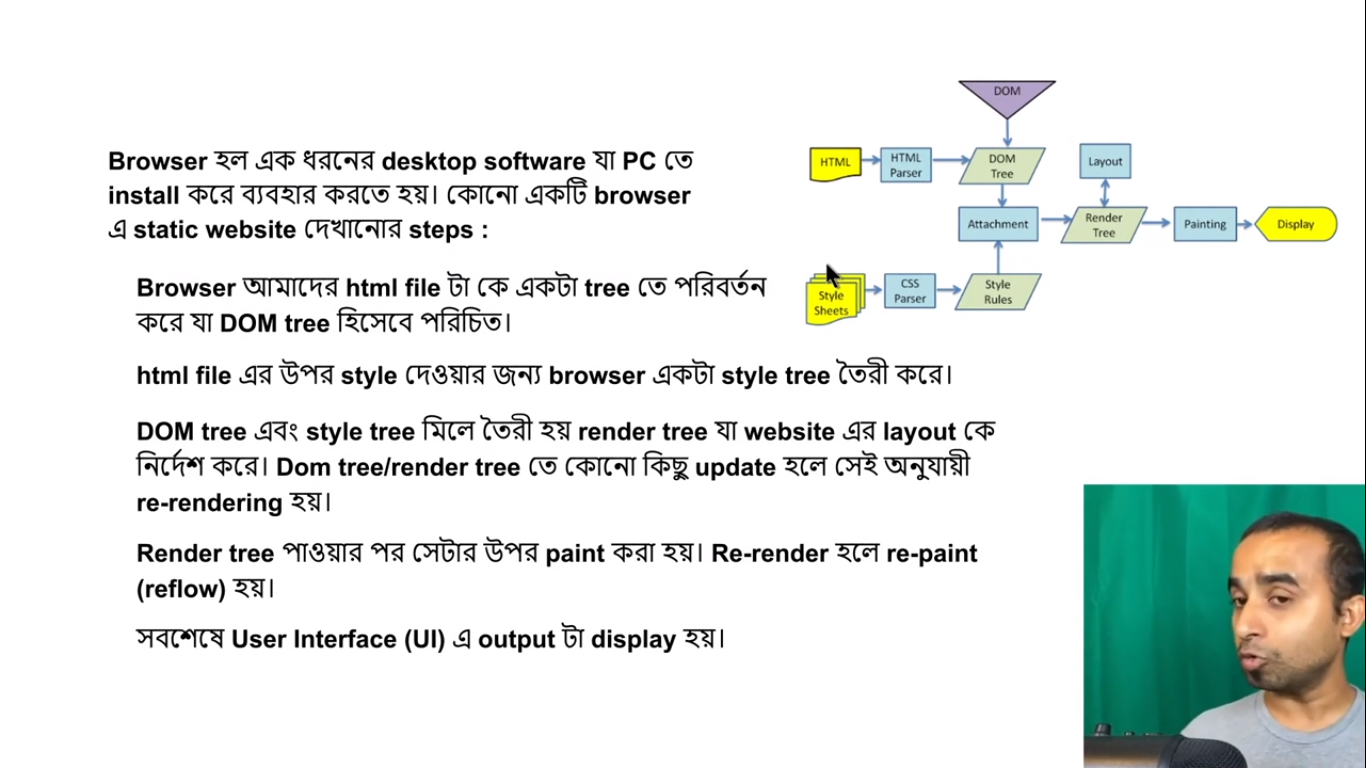 Browser হল এক ধরনের desktop software যা PC তে
install করে ব্যবহার করতে হয়। কোনো একটি browser
এ static website দেখানোর steps :
Browser আমাদের html file টা কে একটা tree তে পরিবর্তন
করে যা DOM tree হিসেবে পরিচিত।
html file এর উপর style দেওয়ার জন্য browser একটা style tree তৈরী করে।
DOM tree এবং style tree মিলে তৈরী হয় render tree যা website এর layout কে
নির্দেশ করে। Dom tree/render tree তে কোনো কিছু update হলে সেই অনুযায়ী
re-rendering হয়।
Render tree পাওয়ার পর সেটার উপর paint করা হয়। Re-render হলে re-paint
(reflow) হয়।
সবশেষে User Interface (UI) এ output টা display হয়।
DOM
HTML
HTML
Parser
DOM
Tree
Layout
Attachment
Render
Tree
Painting
Display
Style
Sheets
CSS
Parser
Style
Rules